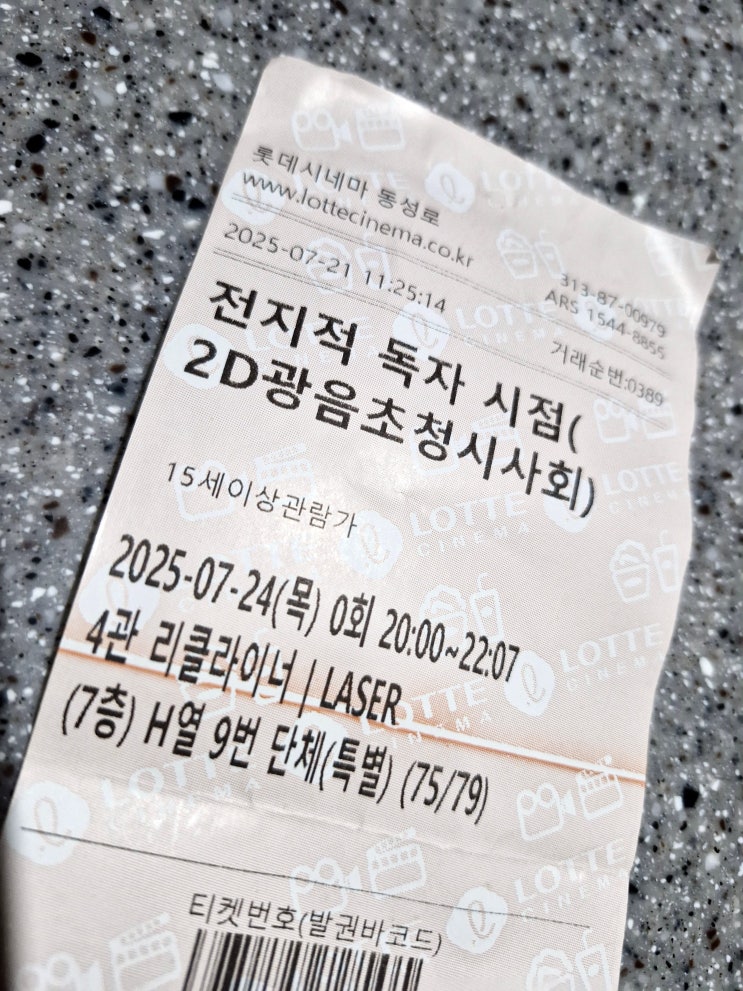 롯데시네마 동성로
www.lottecinema.co.kr
313-87-00979
ARS 1544-8855
2025-07-21 11:25:14
거래순번:0389
전지적 독자 시점(
2D광음초청시사회)
15세이상관람가
2025-07-24(목) 0회 20:00~22:07
4관 리클라이너 | LASER
(7층) H열 9번 단체(특별) (75/79)
티켓번호(발권바코드)
LOTTE
CINEMA